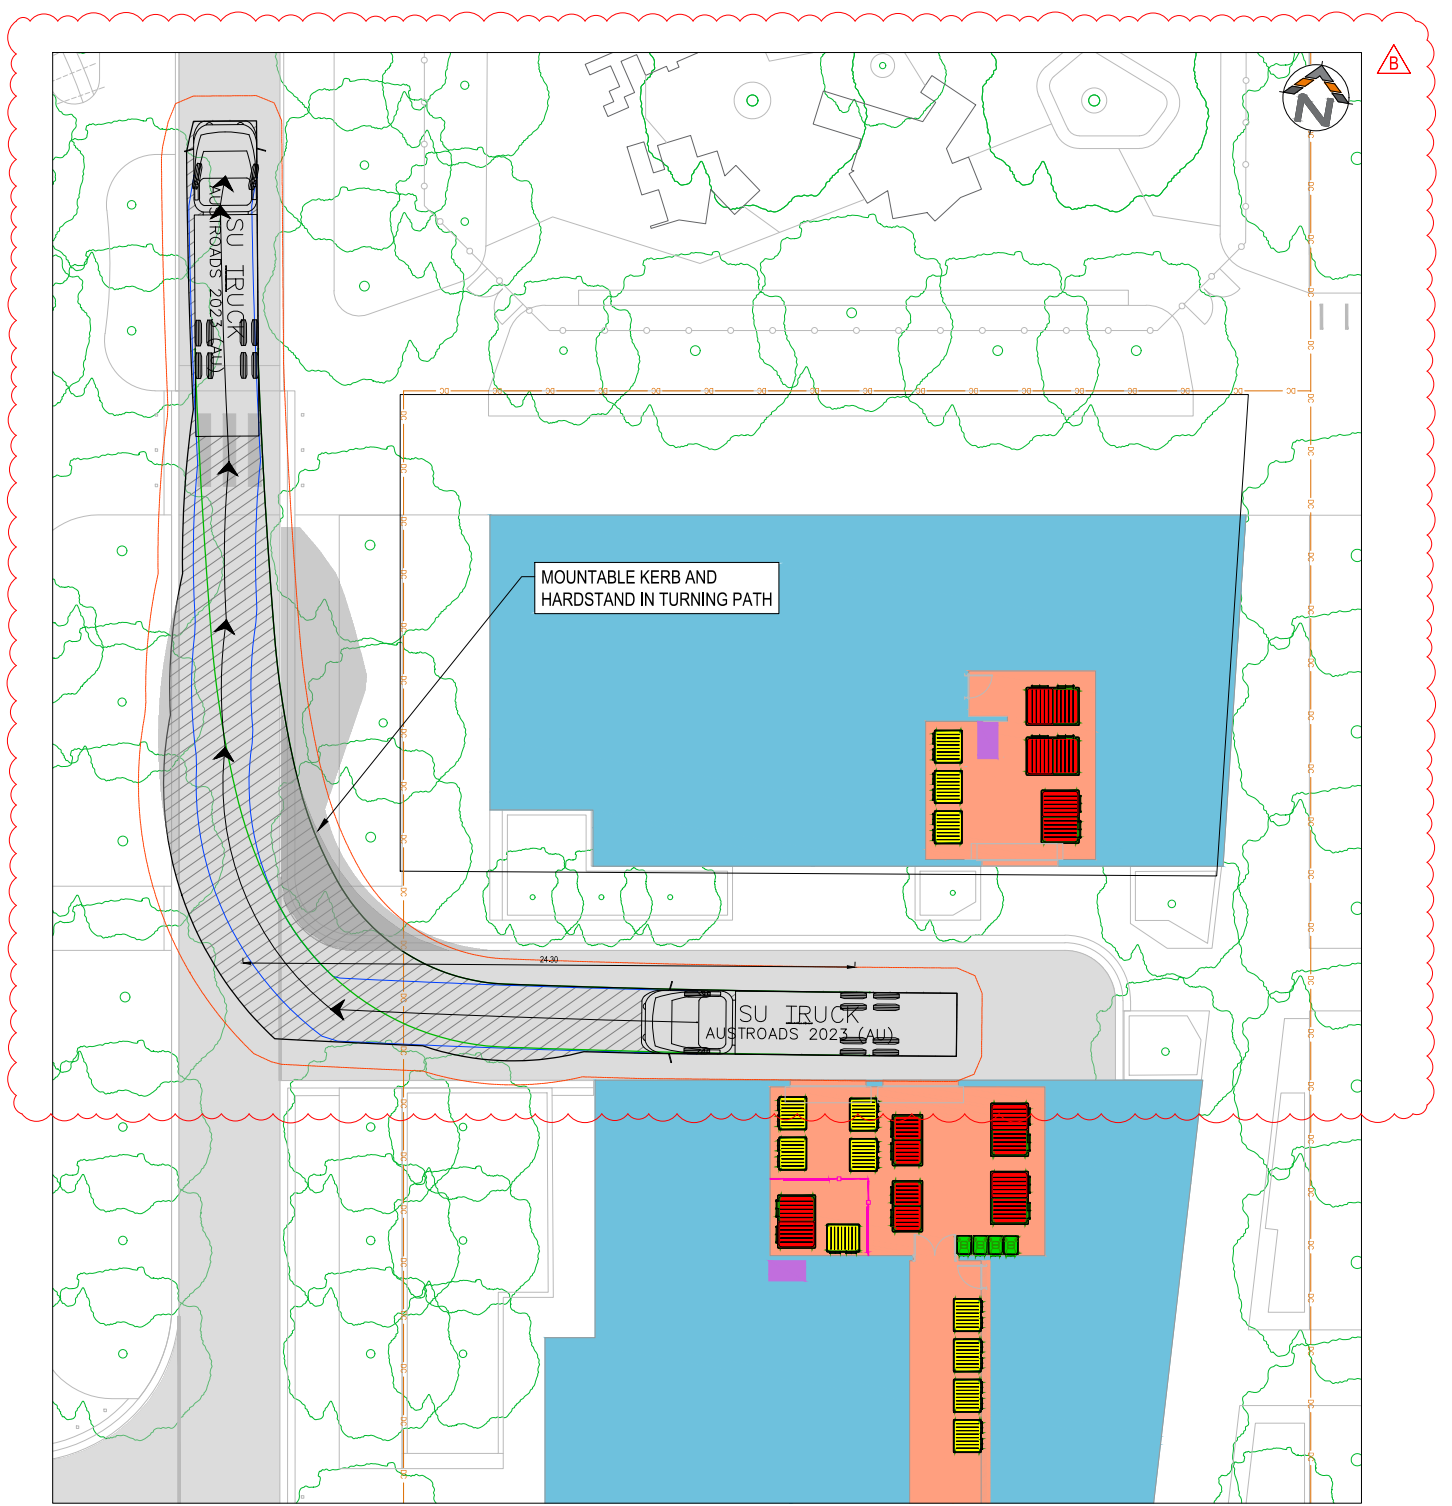 B
N
SU TRUCK
AUSTROADS 2023 (AU)
MOUNTABLE KERB AND
HARDSTAND IN TURNING PATH
24.30
SU TRUCK
AUSTROADS 2023 (AU)